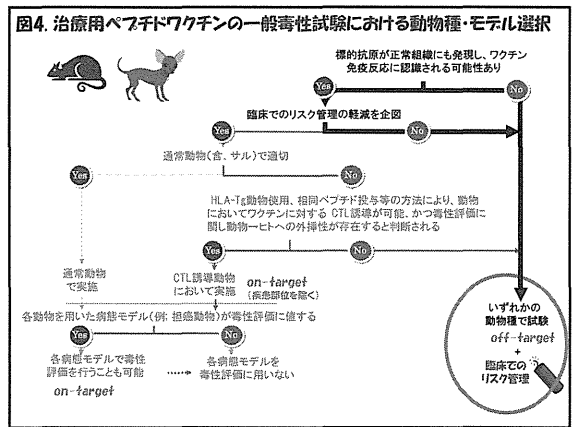 図4. 治療用ペプチドワクチンの一般毒性試験における動物種・モデル選択
標的抗原が正常組織にも発現し、ワクチン
免疫反応に認識される可能性あり
Yes
No
臨床でのリスク管理の軽減を企図
Yes
No
通常動物(含、サル)で適切
Yes
No
HLA-Tg動物使用、相同ペプチド投与等の方法により、動物
においてワクチンに対する CTL誘導が可能、かつ毒性評価に
関し動物ーヒトへの外挿性が存在すると判断される
Yes
No
通常動物
で実施
CTL誘導動物
において実施
on-target
(疾患部位を除く)
各動物を用いた病態モデル(例: 担癌動物)が毒性評価に値する
Yes
No
各病態モデルで毒性
評価を行うことも可能
on-target
各病態モデルを
毒性評価に用いない
いずれかの
動物種で試験
off-target
+
臨床での
リスク管理